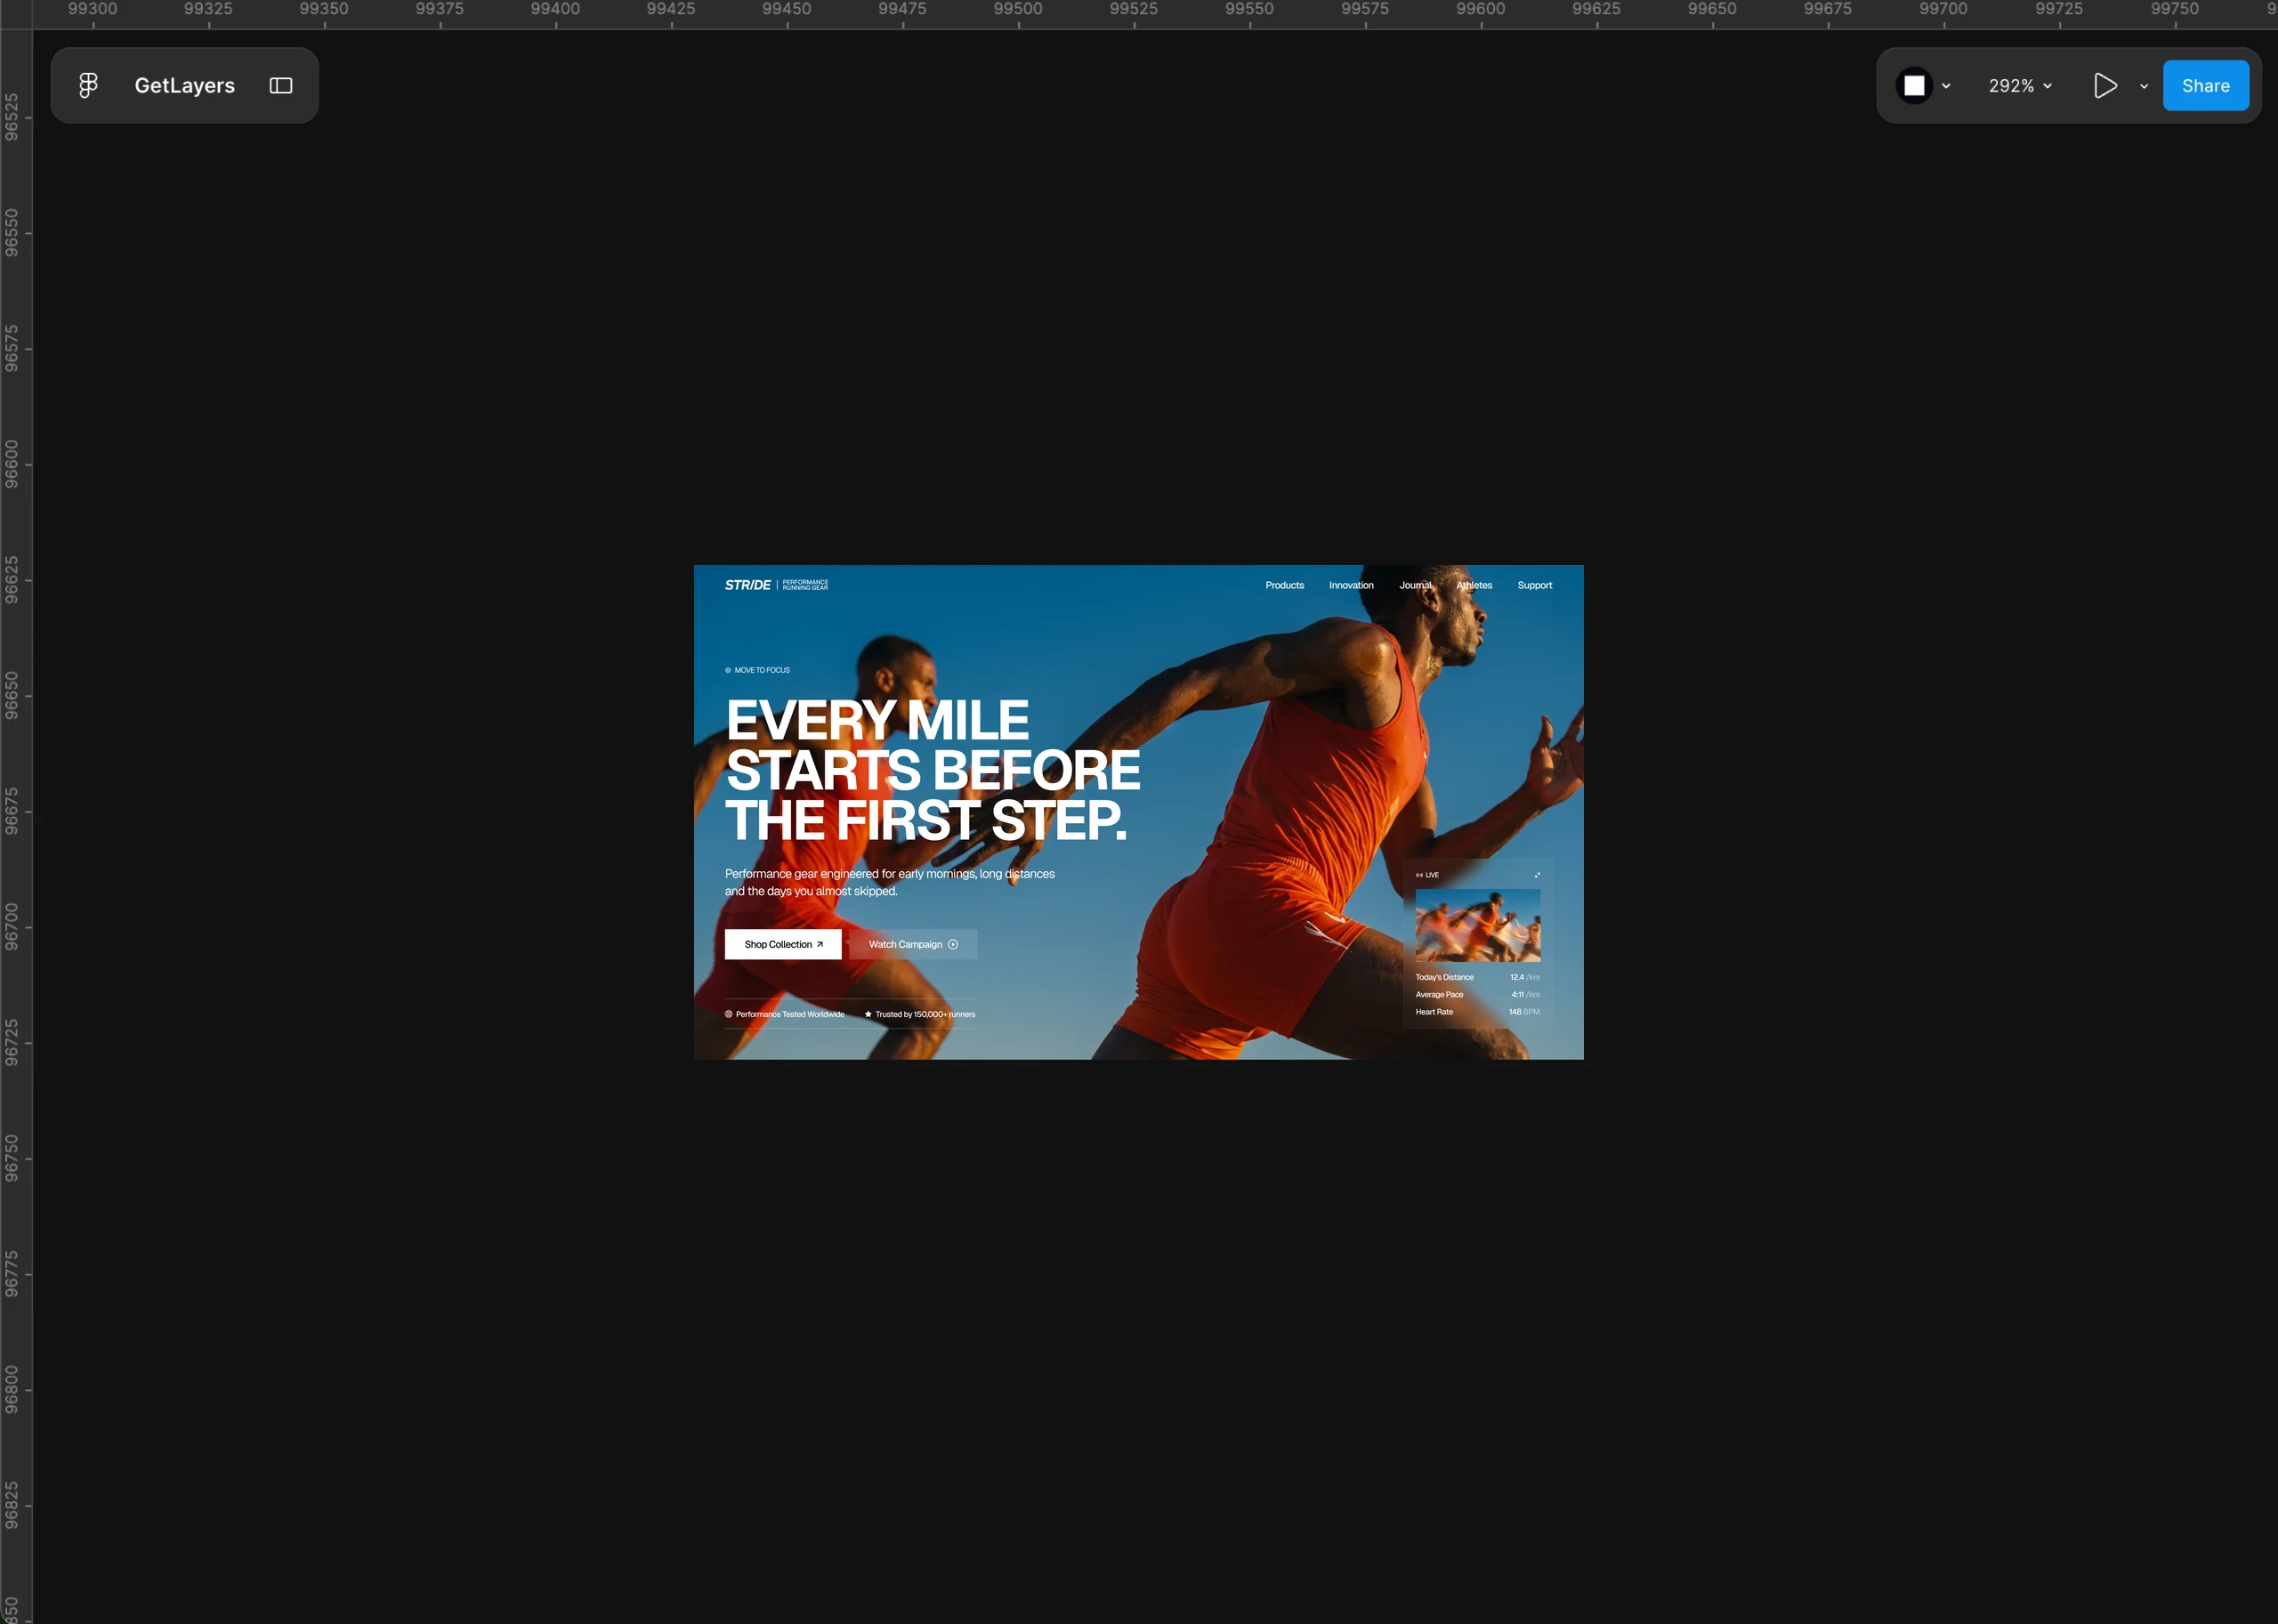 99300 99325 99350 99375 99400 99425 99450 99475 99500 99525 99550 99575 99600 99625 99650 99675 99700 99725 99750
GetLayers
292%
Share
96525
96550
96575
96600
96625
96650
96675
96700
96725
96750
96775
96800
96825
STRIDE
PERFORMANCE
RUNNING GEAR
Products Innovation Journal Athletes Support
MOVE TO FOCUS
EVERY MILE
STARTS BEFORE
THE FIRST STEP.
Performance gear engineered for early mornings, long distances
and the days you almost skipped.
Shop Collection
Watch Campaign
Performance Tested Worldwide
Trusted by 150,000+ runners
LIVE
Today's Distance 12.4 /km
Average Pace 4:11 /km
Heart Rate 148 BPM